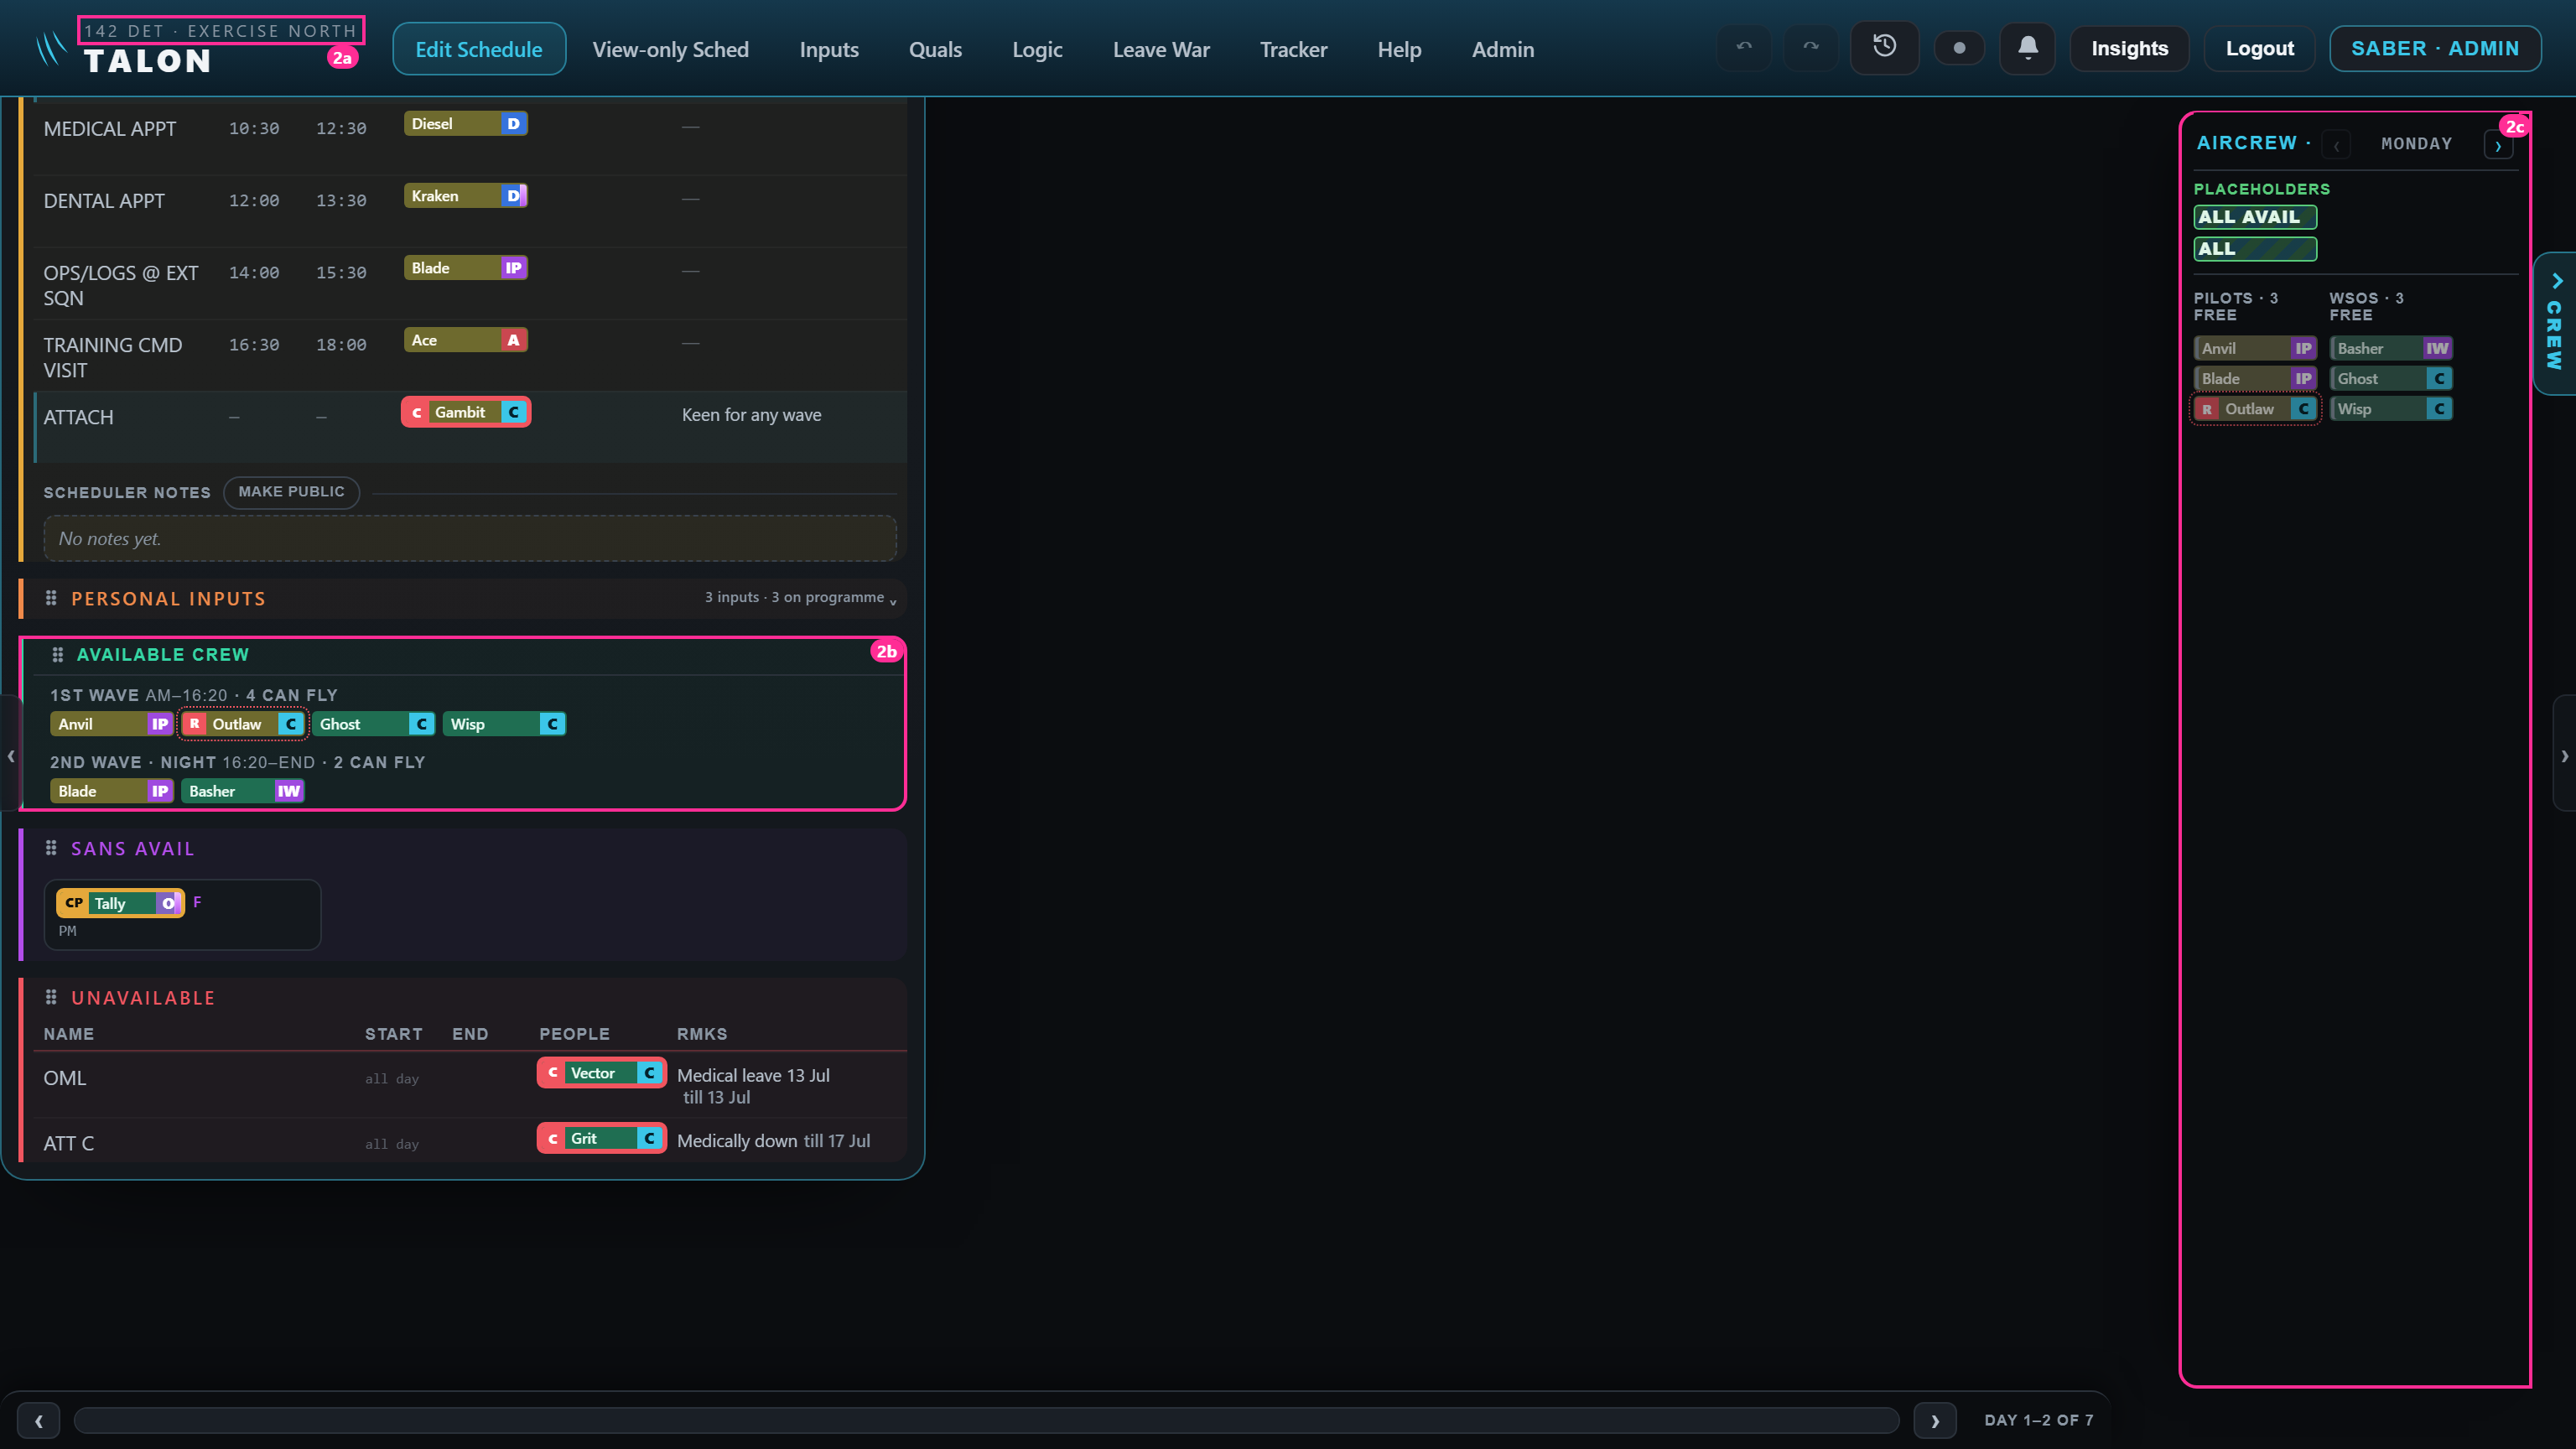 142 DET · EXERCISE NORTH
TALON
2a
Edit Schedule
View-only Sched
Inputs
Quals
Logic
Leave War
Tracker
Help
Admin
Insights
Logout
SABER · ADMIN
MEDICAL APPT 10:30 12:30 Diesel D —
DENTAL APPT 12:00 13:30 Kraken D —
OPS/LOGS @ EXT SQN 14:00 15:30 Blade IP —
TRAINING CMD VISIT 16:30 18:00 Ace A —
ATTACH – – C Gambit C Keen for any wave
SCHEDULER NOTES MAKE PUBLIC
No notes yet.
PERSONAL INPUTS 3 inputs · 3 on programme
AVAILABLE CREW 2b
1ST WAVE AM–16:20 · 4 CAN FLY
Anvil IP R Outlaw C Ghost C Wisp C
2ND WAVE · NIGHT 16:20–END · 2 CAN FLY
Blade IP Basher IW
SANS AVAIL
CP Tally O F
PM
UNAVAILABLE
NAME START END PEOPLE RMKS
OML all day C Vector C Medical leave 13 Jul
till 13 Jul
ATT C all day C Grit C Medically down till 17 Jul
‹ › DAY 1–2 OF 7
2c
AIRCREW · ‹ MONDAY ›
PLACEHOLDERS
ALL AVAIL
ALL
PILOTS · 3 FREE
WSOS · 3 FREE
Anvil IP Basher IW
Blade IP Ghost C
R Outlaw C Wisp C
CREW